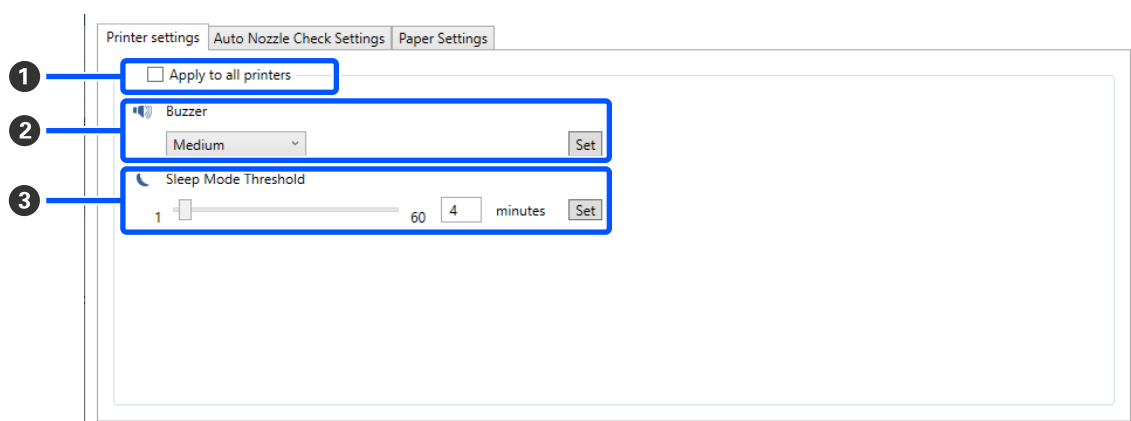 Printer settings Auto Nozzle Check Settings Paper Settings
1 Apply to all printers
Buzzer
2 Medium Set
Sleep Mode Threshold
3 1 60 4 minutes Set